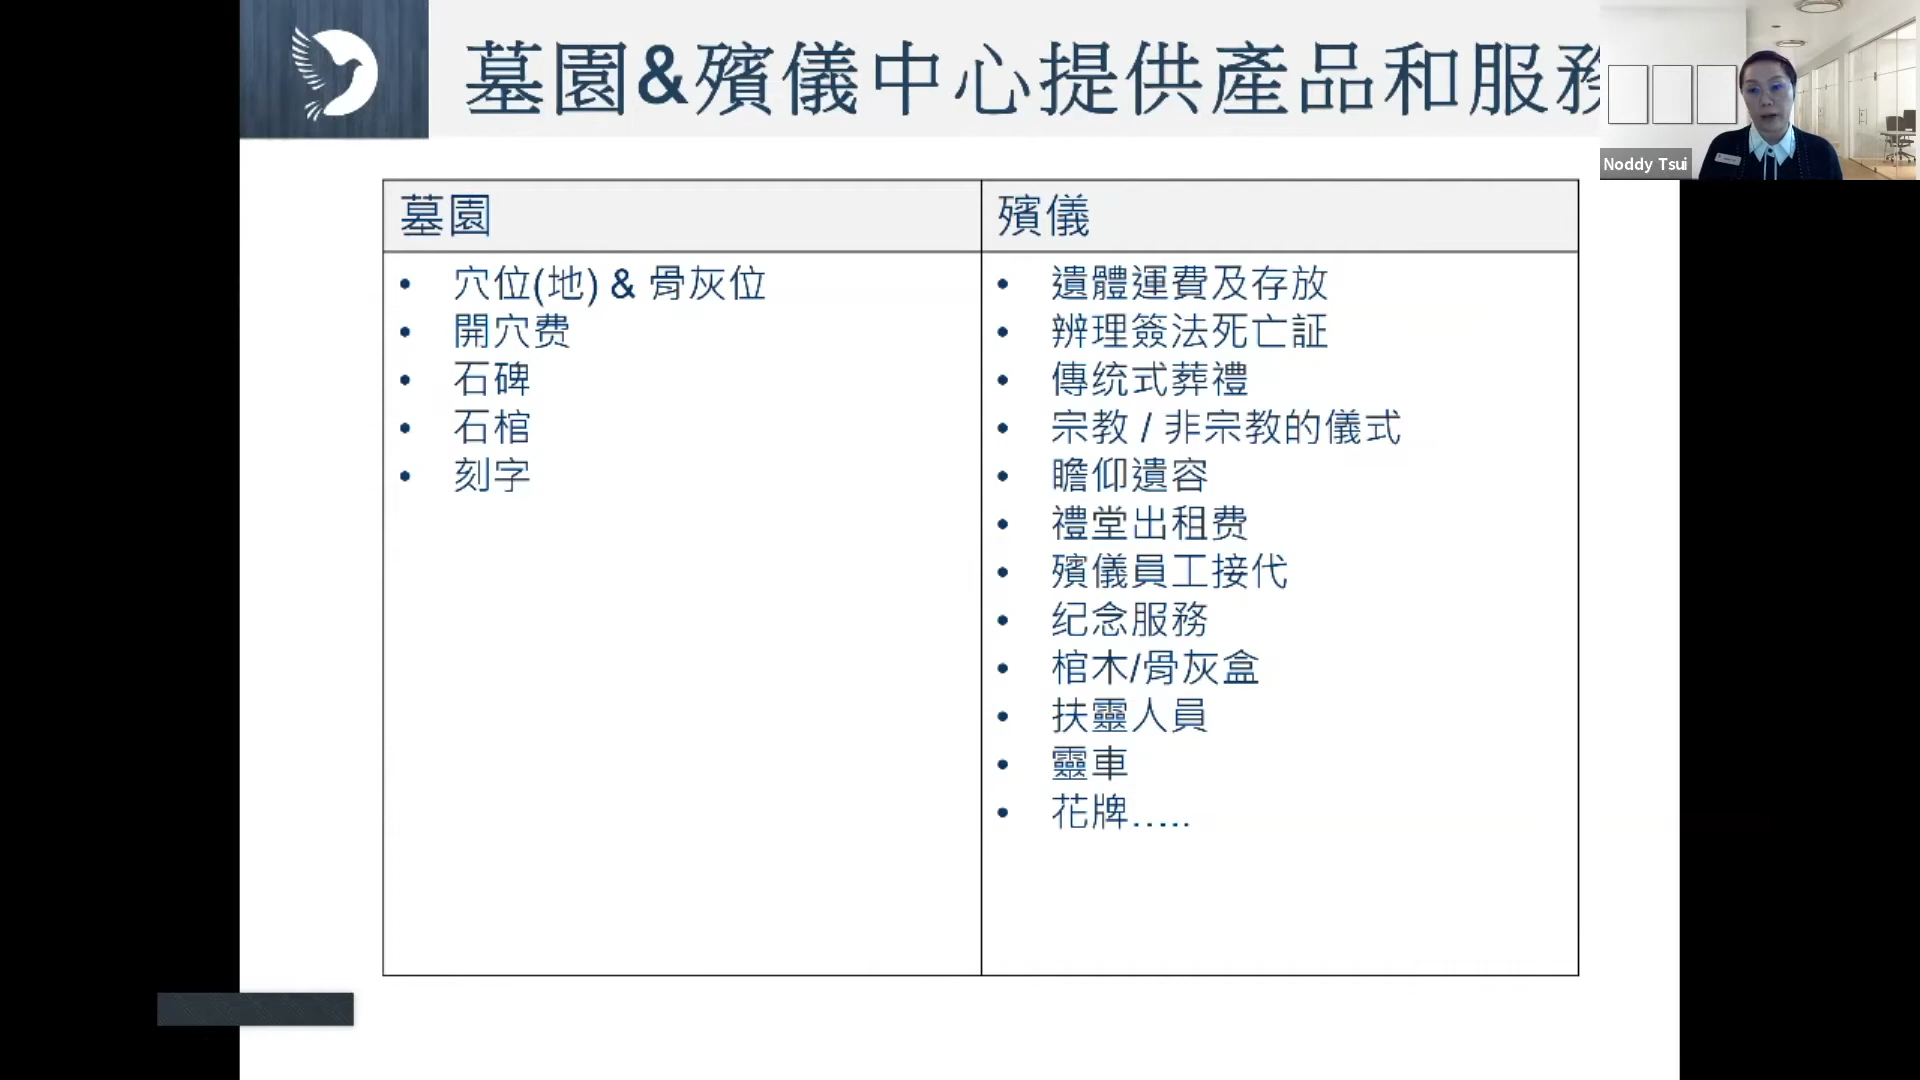 墓園&殯儀中心提供產品和服務
Noddy Tsui
墓園
穴位(地) & 骨灰位
開穴费
石碑
石棺
刻字
殯儀
遺體運費及存放
辨理簽法死亡証
傳统式葬禮
宗教 / 非宗教的儀式
瞻仰遺容
禮堂出租费
殯儀員工接代
纪念服務
棺木/骨灰盒
扶靈人員
靈車
花牌.....